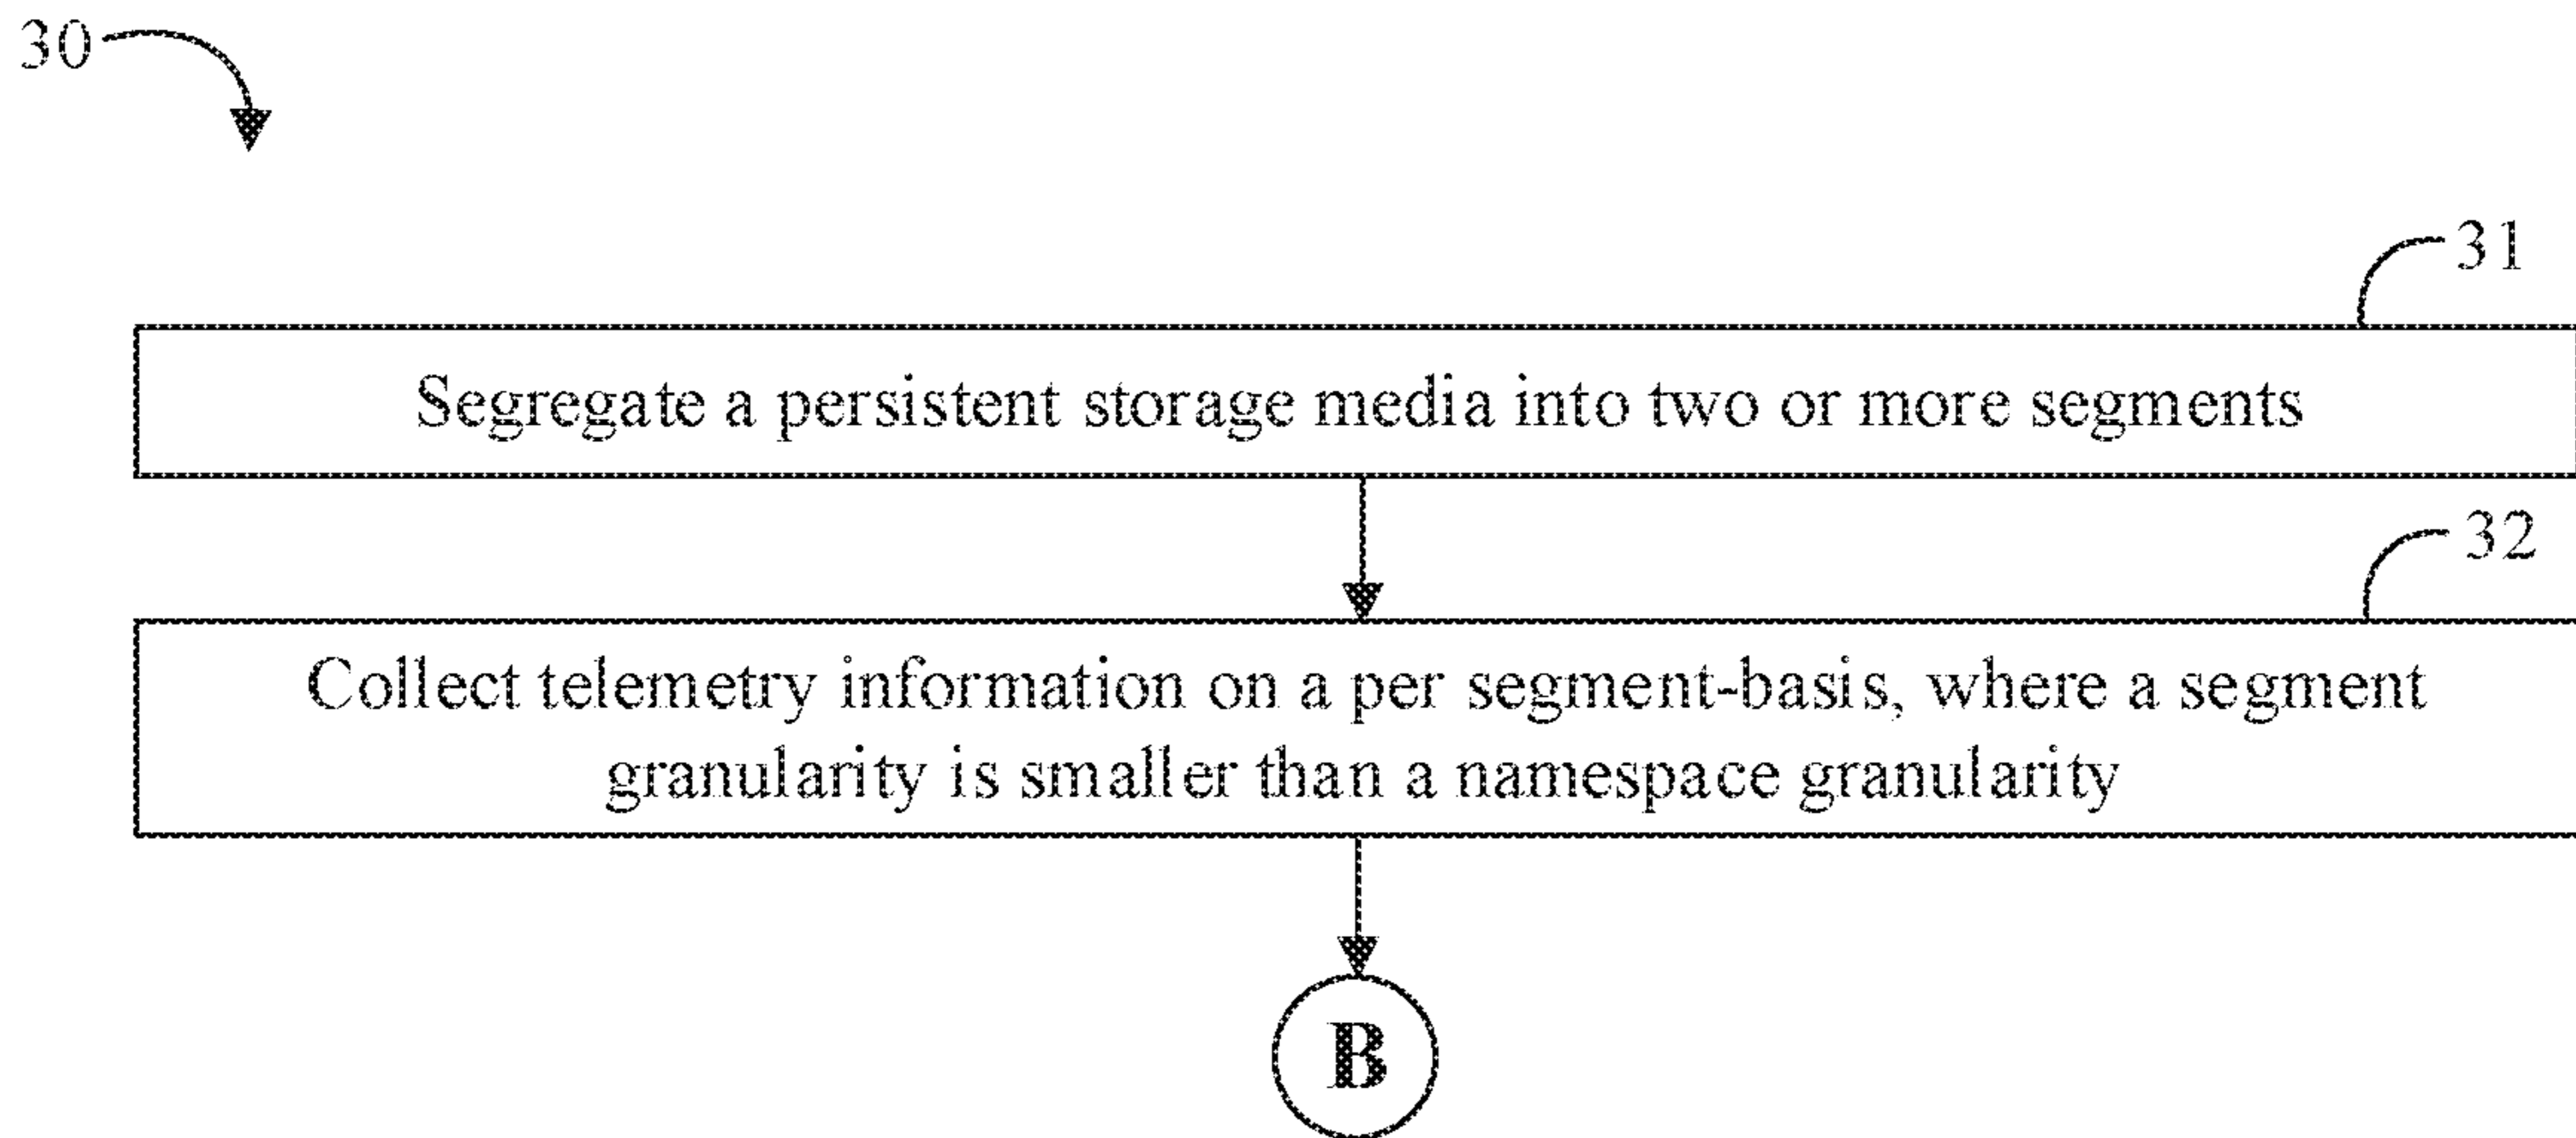 30
31
Segregate a persistent storage media into two or more segments
32
Collect telemetry information on a per segment-basis, where a segment
granularity is smaller than a namespace granularity
B